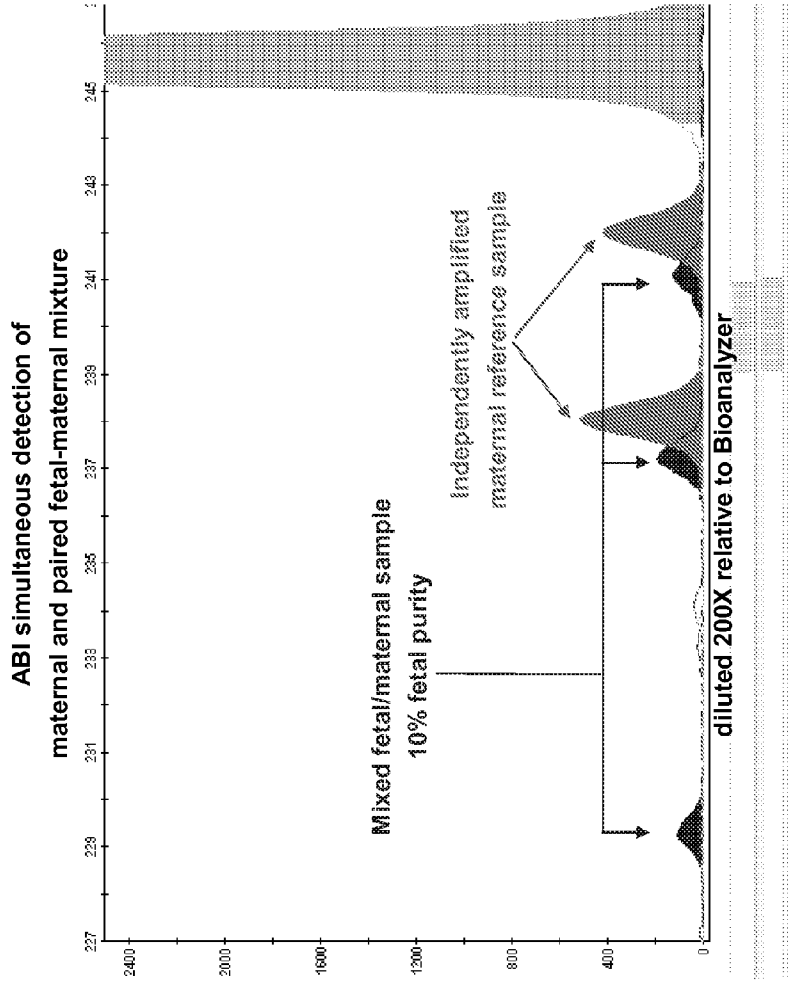 ABI simultaneous detection of
maternal and paired fetal-maternal mixture
227 229 231 233 235 237 239 241 243 245
2400
2000
1600
1200
800
400
0
Mixed fetal/maternal sample
10% fetal purity
Independently amplified
maternal reference sample
diluted 200X relative to Bioanalyzer